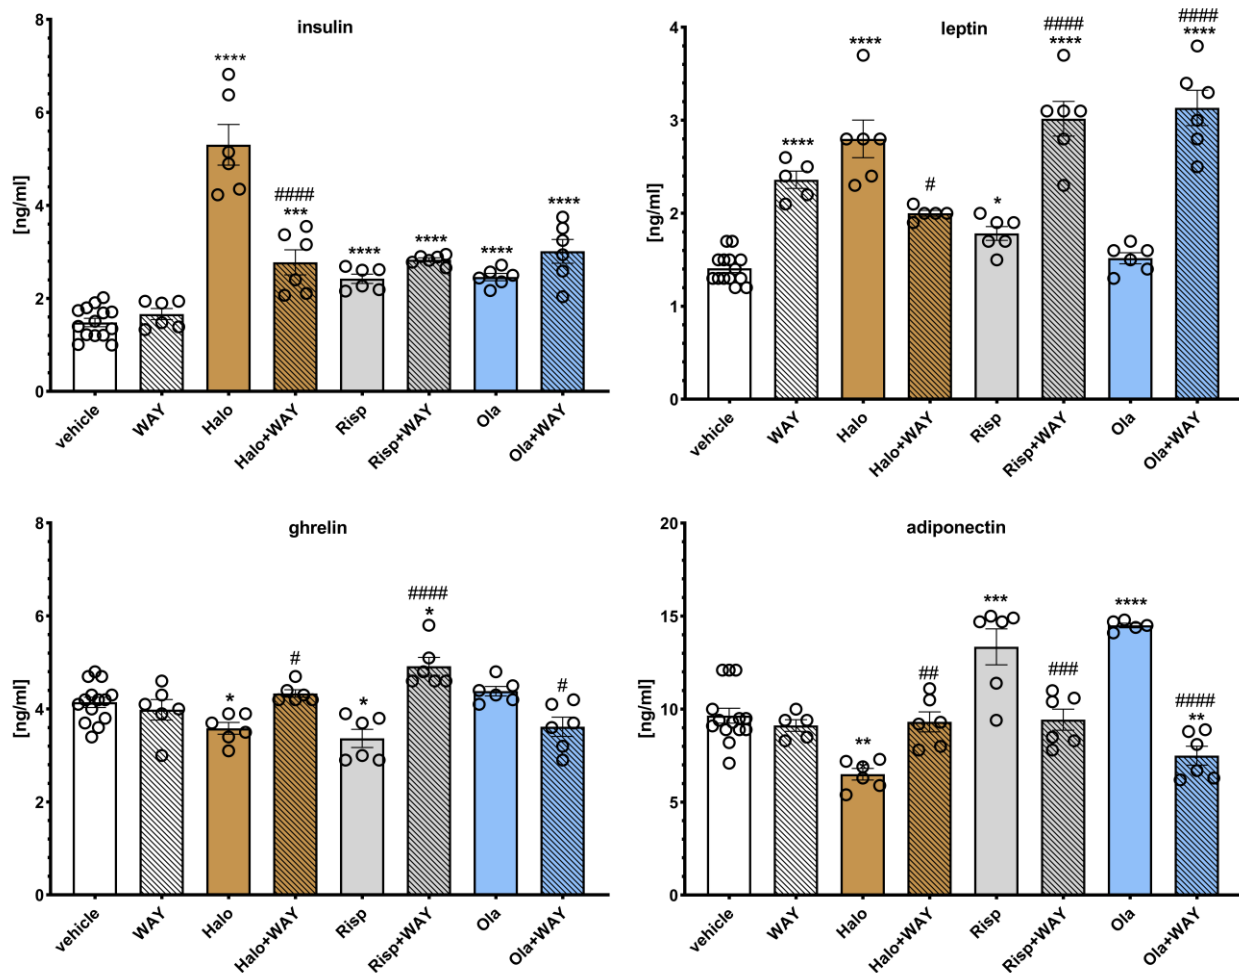 insulin
[ng/ml]
8
6
4
2
0
****
####
***
****
****
****
****
vehicle
WAY
Halo
Halo+WAY
Risp
Risp+WAY
Ola
Ola+WAY
leptin
[ng/ml]
4
3
2
1
0
****
****
#
*
####
****
####
****
vehicle
WAY
Halo
Halo+WAY
Risp
Risp+WAY
Ola
Ola+WAY
ghrelin
[ng/ml]
8
6
4
2
0
*
#
*
####
*
#
vehicle
WAY
Halo
Halo+WAY
Risp
Risp+WAY
Ola
Ola+WAY
adiponectin
[ng/ml]
20
15
10
5
0
**
##
***
###
****
####
**
vehicle
WAY
Halo
Halo+WAY
Risp
Risp+WAY
Ola
Ola+WAY